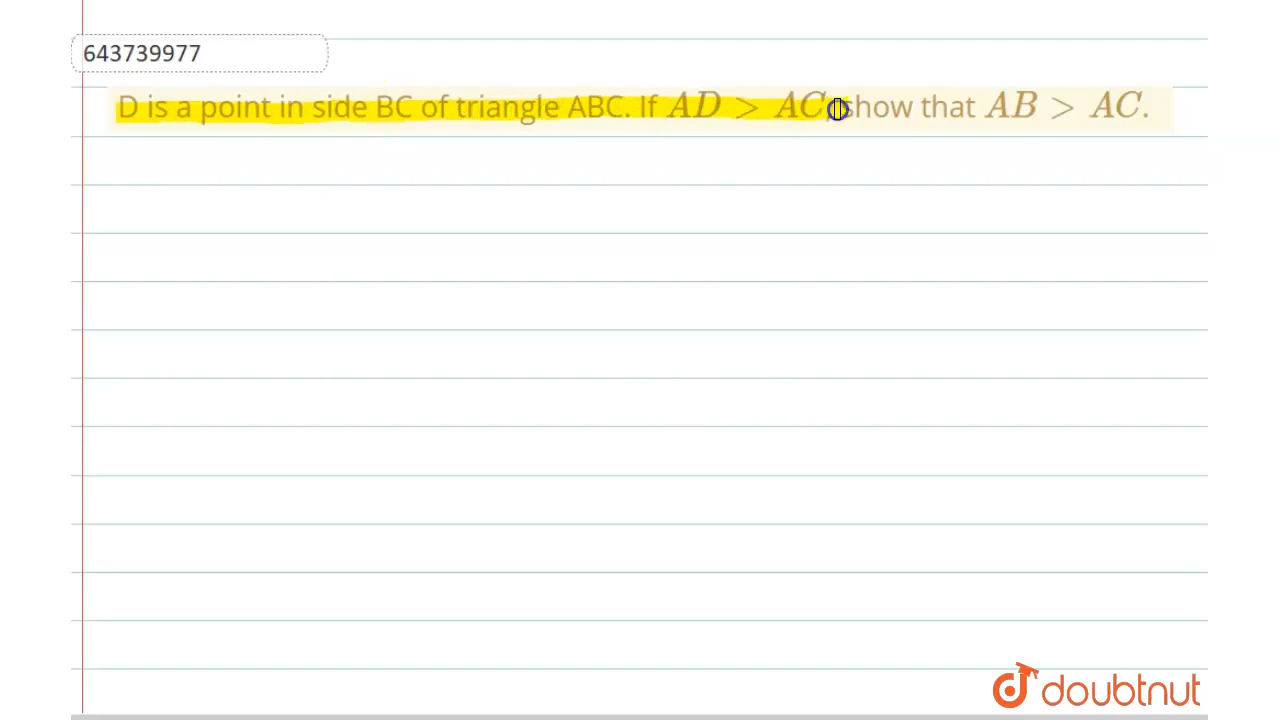 643739977
D is a point in side BC of triangle ABC. If AD > AC, show that AB > AC.
doubtnut